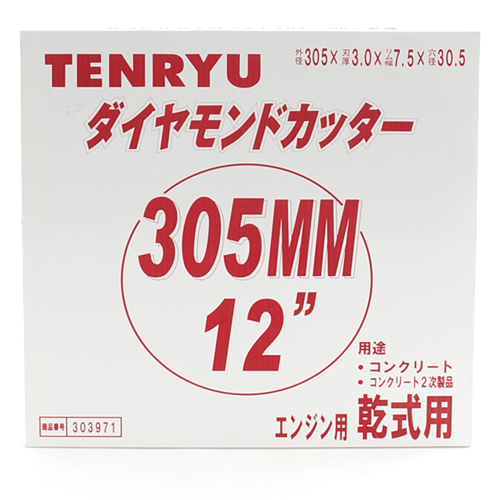 TENRYU
外径305×刃厚3.0×リム幅7.5×穴径30.5
ダイヤモンドカッター
305MM
12”
用途
・コンクリート
・コンクリート2次製品
商品番号 303971
エンジン用 乾式用